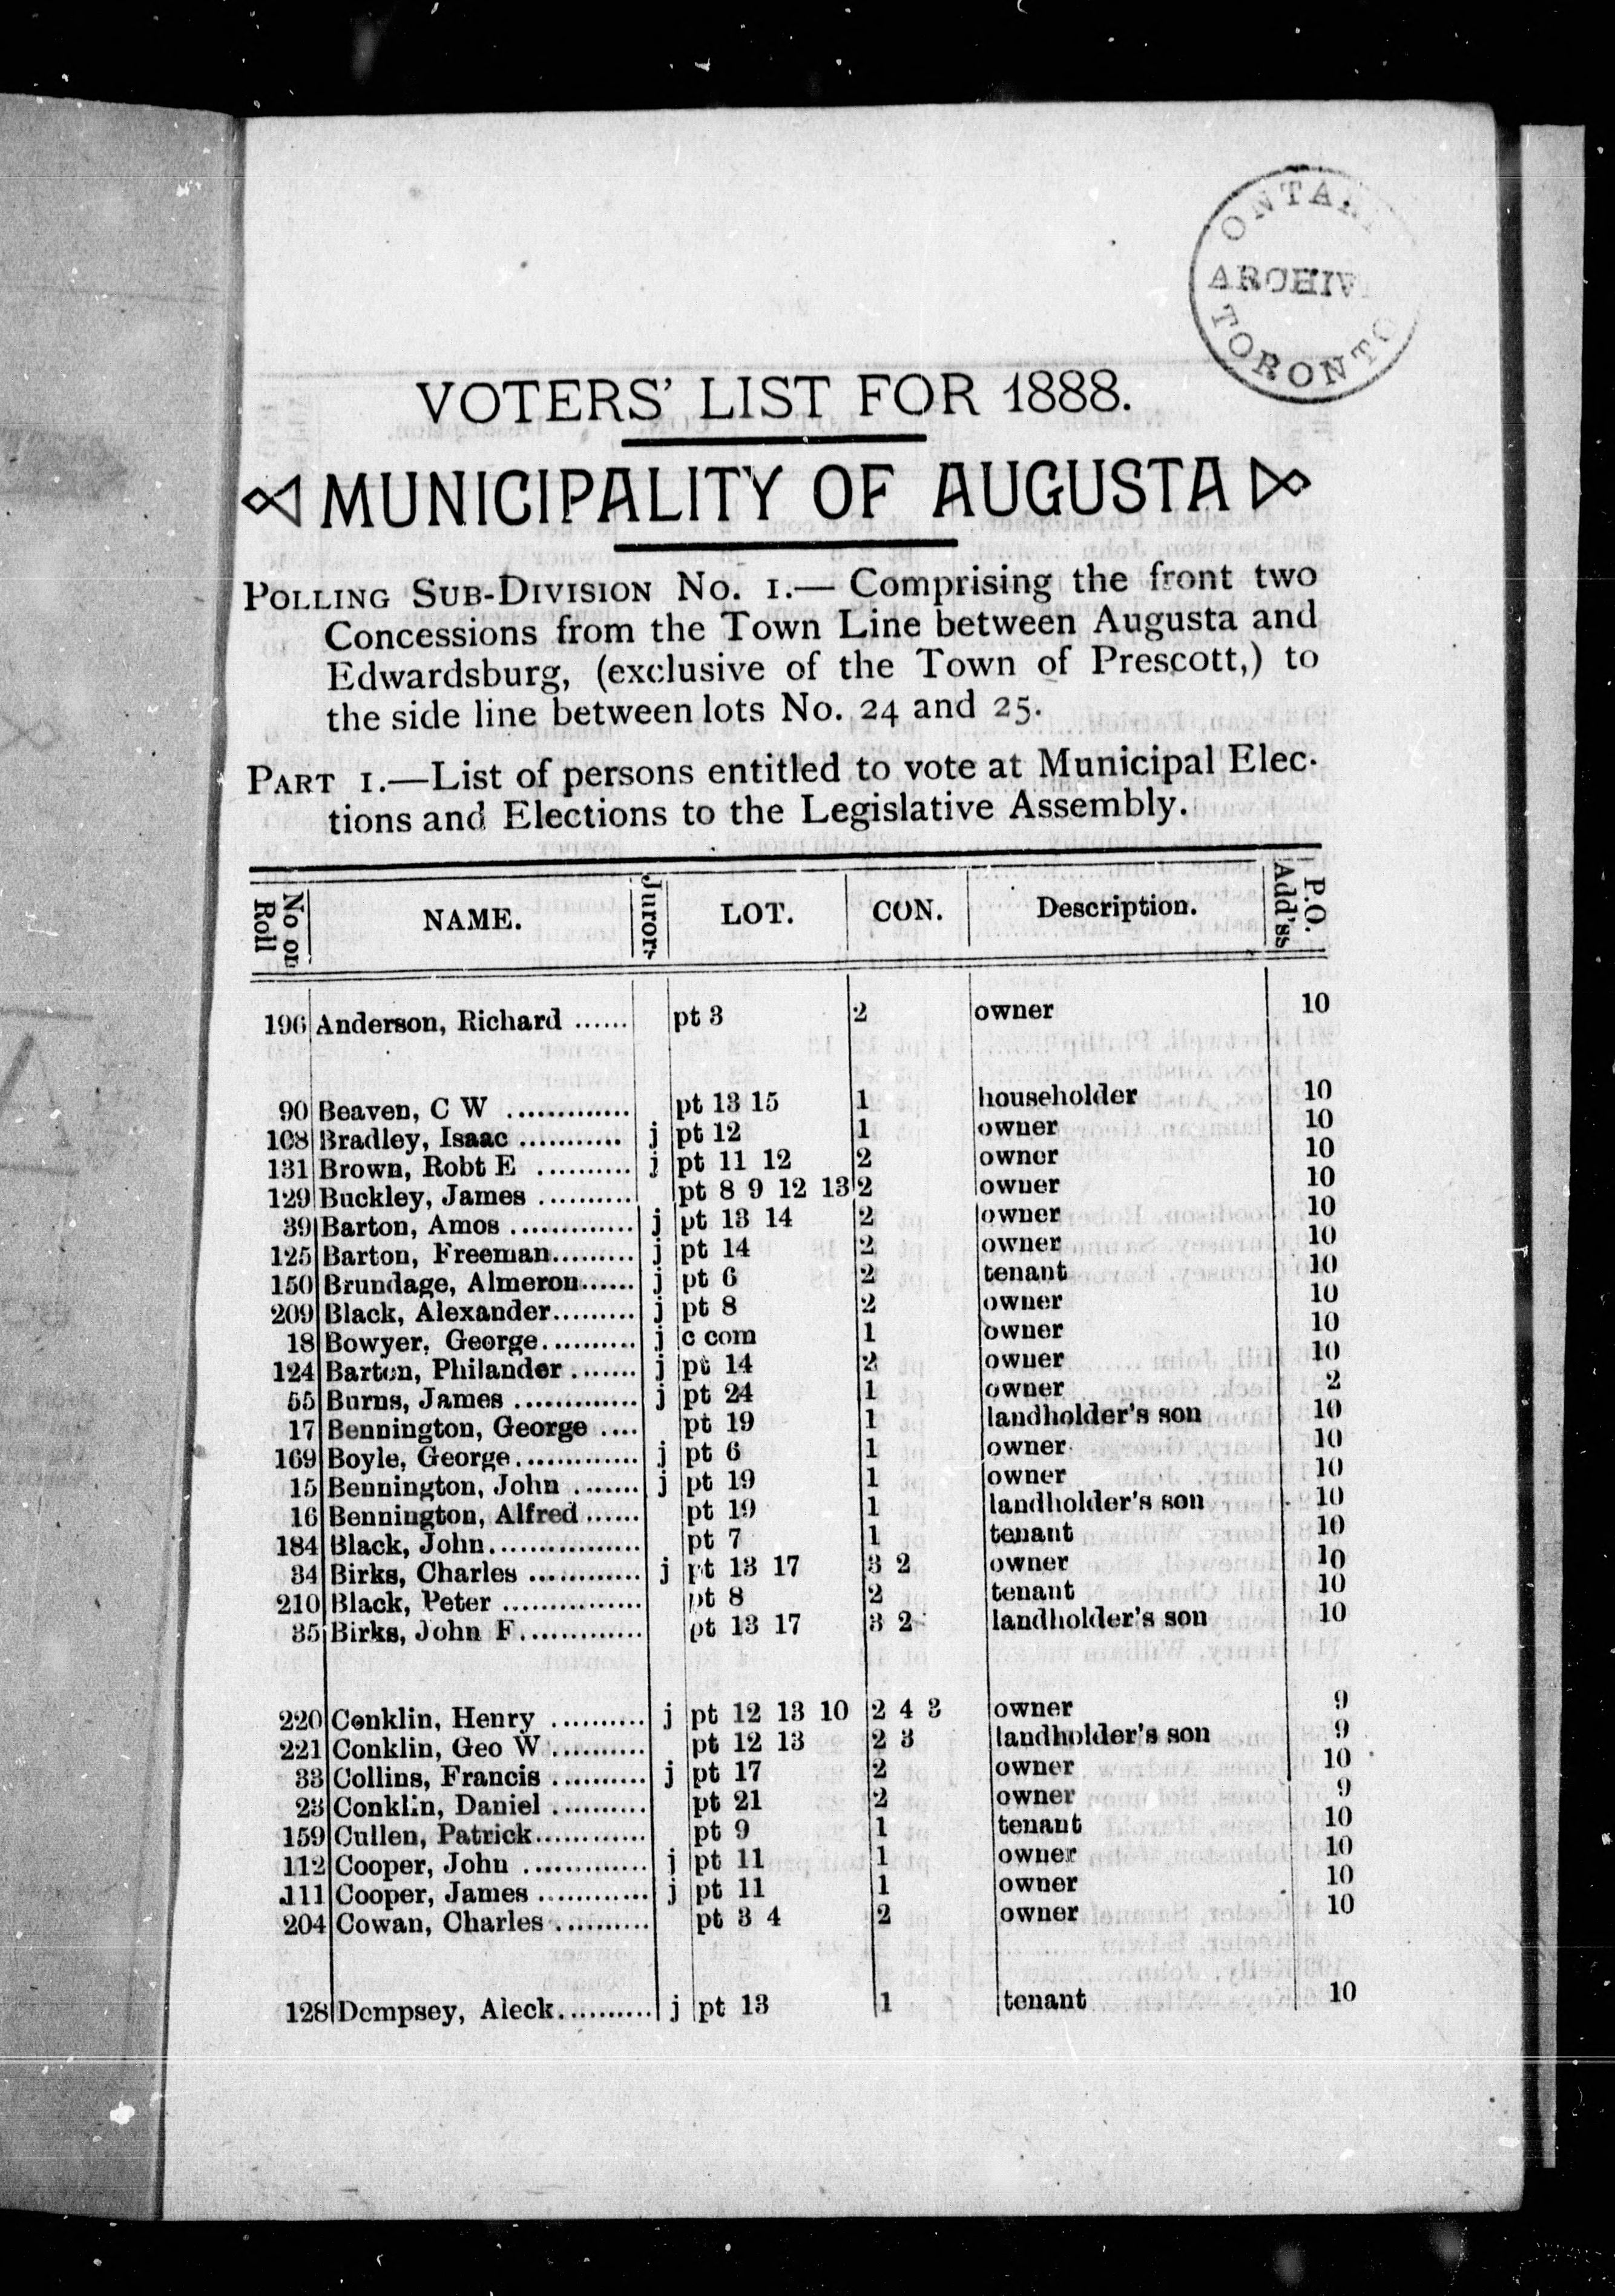 ONTAR
ARCHIV
TORONTO
VOTERS' LIST FOR 1888.
MUNICIPALITY OF AUGUSTA
POLLING SUB-DIVISION No. 1.— Comprising the front two
Concessions from the Town Line between Augusta and
Edwardsburg, (exclusive of the Town of Prescott,) to
the side line between lots No. 24 and 25.
PART 1.—List of persons entitled to vote at Municipal Elec-
tions and Elections to the Legislative Assembly.
No on Roll NAME. Juror. LOT. CON. Description. P.O. Add'ss
196 Anderson, Richard ...... pt 3 2 owner 10
90 Beaven, C W ............. pt 13 15 1 householder 10
108 Bradley, Isaac ........... j pt 12 1 owner 10
131 Brown, Robt E .......... j pt 11 12 2 owner 10
129 Buckley, James .......... pt 8 9 12 13 2 owner 10
39 Barton, Amos ............. j pt 13 14 2 owner 10
125 Barton, Freeman......... j pt 14 2 owner 10
150 Brundage, Almeron...... j pt 6 2 tenant 10
209 Black, Alexander......... j pt 8 2 owner 10
18 Bowyer, George.......... j c com 1 owner 10
124 Barton, Philander ....... j pt 14 2 owner 10
55 Burns, James ............. j pt 24 1 owner 2
17 Bennington, George .... pt 19 1 landholder's son 10
169 Boyle, George............. j pt 6 1 owner 10
15 Bennington, John ....... j pt 19 1 owner 10
16 Bennington, Alfred ...... pt 19 1 landholder's son 10
184 Black, John................ pt 7 1 tenant 10
34 Birks, Charles ............ j pt 13 17 3 2 owner 10
210 Black, Peter ............... pt 8 2 tenant 10
35 Birks, John F............. pt 13 17 3 2 landholder's son 10
220 Conklin, Henry .......... j pt 12 13 10 2 4 3 owner 9
221 Conklin, Geo W .......... pt 12 13 2 3 landholder's son 9
33 Collins, Francis .......... j pt 17 2 owner 10
23 Conklin, Daniel .......... pt 21 2 owner 9
159 Cullen, Patrick............ pt 9 1 tenant 10
112 Cooper, John ............. j pt 11 1 owner 10
111 Cooper, James ............ j pt 11 1 owner 10
204 Cowan, Charles .......... pt 3 4 2 owner 10
128 Dempsey, Aleck.......... j pt 13 1 tenant 10